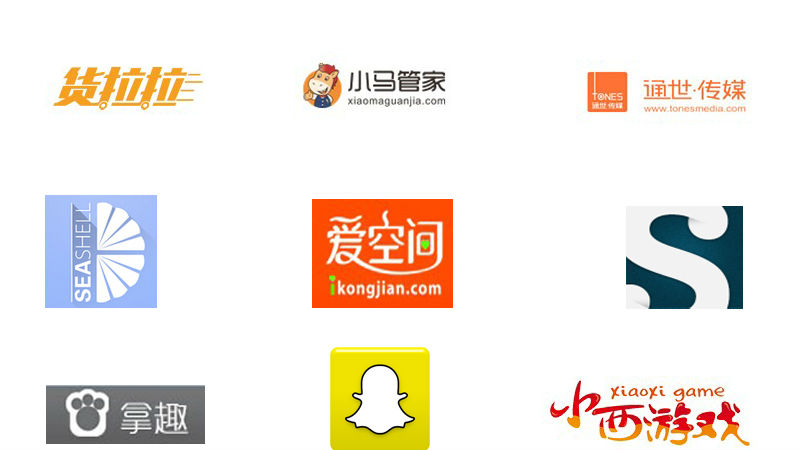 货拉拉
小马管家
xiaomaguanjia.com
TONES
通世·传媒
通世·传媒
www.tonesmedia.com
SEASHELL
爱空间
ikongjian.com
S
拿趣
xiaoxi game
小西游戏